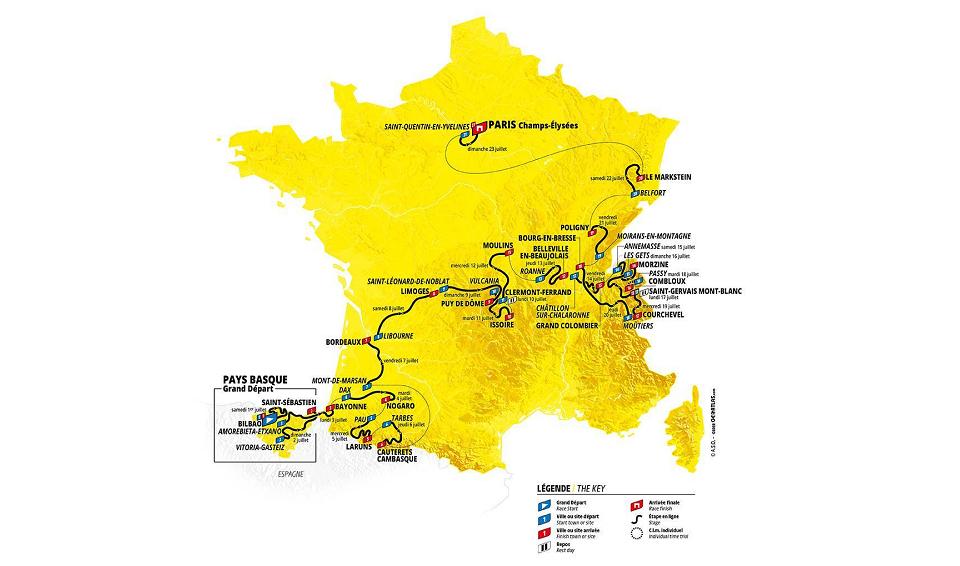 SAINT-QUENTIN-EN-YVELINES
PARIS Champs-Élysées
dimanche 23 juillet
samedi 22 juillet
LE MARKSTEIN
BELFORT
vendredi
21 juillet
POLIGNY
MOIRANS-EN-MONTAGNE
BOURG-EN-BRESSE
ANNEMASSE samedi 15 juillet
MOULINS
BELLEVILLE
EN-BEAUJOLAIS
LES GETS dimanche 16 juillet
MORZINE
jeudi 13 juillet
mercredi 12 juillet
ROANNE
vendredi
14 juillet
PASSY mardi 18 juillet
COMBLOUX
SAINT-LÉONARD-DE-NOBLAT
VULCANIA
LIMOGES
dimanche 9 juillet
CLERMONT-FERRAND
lundi 10 juillet
SAINT-GERVAIS MONT-BLANC
lundi 17 juillet
PUY DE DÔME
mercredi 19 juillet
samedi 8 juillet
CHÂTILLON
SUR-CHALARONNE
jeudi
20 juillet
COURCHEVEL
mardi 11 juillet
ISSOIRE
GRAND COLOMBIER
MOÛTIERS
LIBOURNE
BORDEAUX
vendredi 7 juillet
PAYS BASQUE
Grand Départ
MONT-DE-MARSAN
DAX
mardi
4 juillet
SAINT-SÉBASTIEN
samedi 1er juillet
BAYONNE
NOGARO
BILBAO
lundi 3 juillet
PAU
TARBES
jeudi 6 juillet
AMOREBIETA-ETXANO
dimanche
2 juillet
mercredi
5 juillet
VITORIA-GASTEIZ
LARUNS
CAUTERETS
CAMBASQUE
ESPAGNE
© A.S.O. - GEOATLAS.com
LÉGENDE / THE KEY
Grand Départ
Race Start
Arrivée finale
Race finish
Ville ou site départ
Start town or site
Étape en ligne
Stage
Ville ou site arrivée
Finish town or site
C.l.m. individuel
Individual time trial
Repos
Rest day